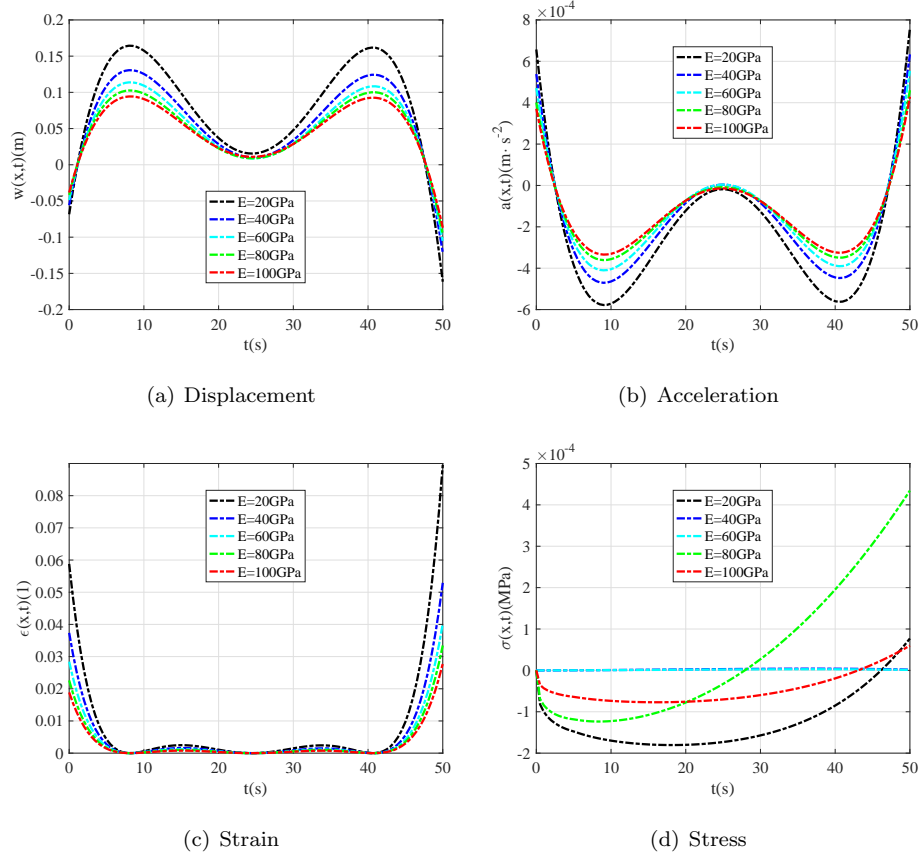 0.2
0.15
0.1
0.05
0
-0.05
-0.1
-0.15
-0.2
w(x,t)(m)
E=20GPa
E=40GPa
E=60GPa
E=80GPa
E=100GPa
0 10 20 30 40 50
t(s)
(a) Displacement
×10⁻⁴
8
6
4
2
0
-2
-4
-6
a(x,t)(m· s⁻²)
E=20GPa
E=40GPa
E=60GPa
E=80GPa
E=100GPa
0 10 20 30 40 50
t(s)
(b) Acceleration
0.08
0.07
0.06
0.05
0.04
0.03
0.02
0.01
0
ϵ(x,t)(1)
E=20GPa
E=40GPa
E=60GPa
E=80GPa
E=100GPa
0 10 20 30 40 50
t(s)
(c) Strain
×10⁻⁴
5
4
3
2
1
0
-1
-2
σ(x,t)(MPa)
E=20GPa
E=40GPa
E=60GPa
E=80GPa
E=100GPa
0 10 20 30 40 50
t(s)
(d) Stress